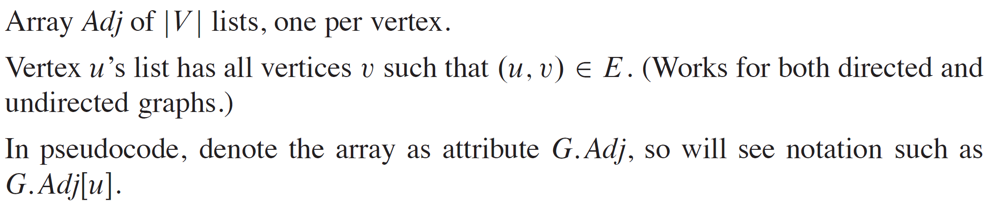 Array Adj of |V| lists, one per vertex.
Vertex u’s list has all vertices v such that (u, v) ∈ E. (Works for both directed and
undirected graphs.)
In pseudocode, denote the array as attribute G.Adj, so will see notation such as
G.Adj[u].